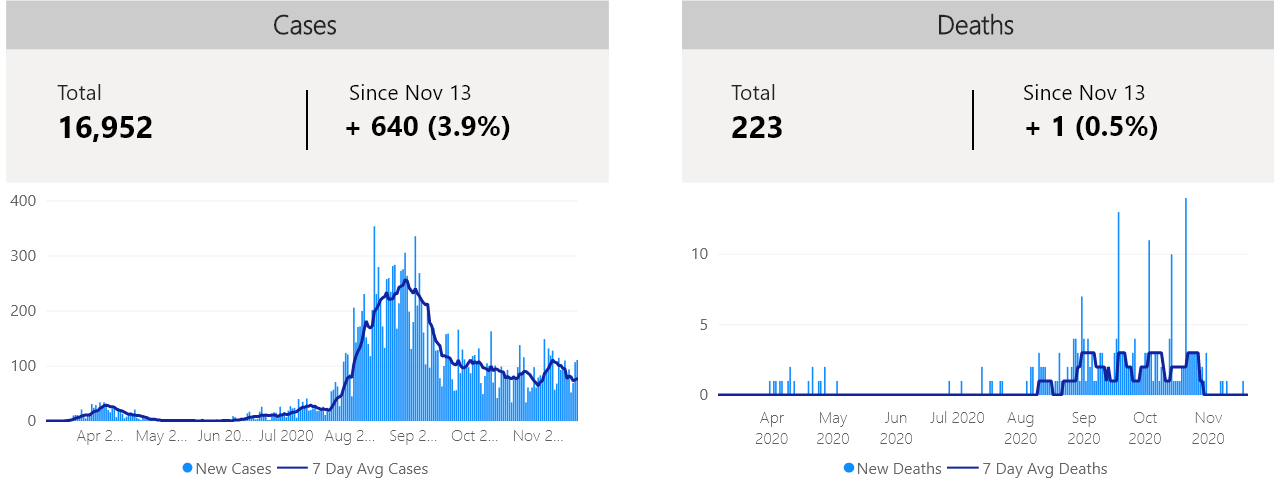 Cases
Total
Since Nov 13
16,952
+ 640 (3.9%)
400
300
200
100
0
Apr 2... May 2... Jun 20... Jul 2020 Aug 2... Sep 2... Oct 2... Nov 2...
New Cases 7 Day Avg Cases
Deaths
Total
Since Nov 13
223
+ 1 (0.5%)
10
5
0
Apr May Jun Jul 2020 Aug Sep Oct Nov
2020 2020 2020 2020 2020 2020 2020
New Deaths 7 Day Avg Deaths